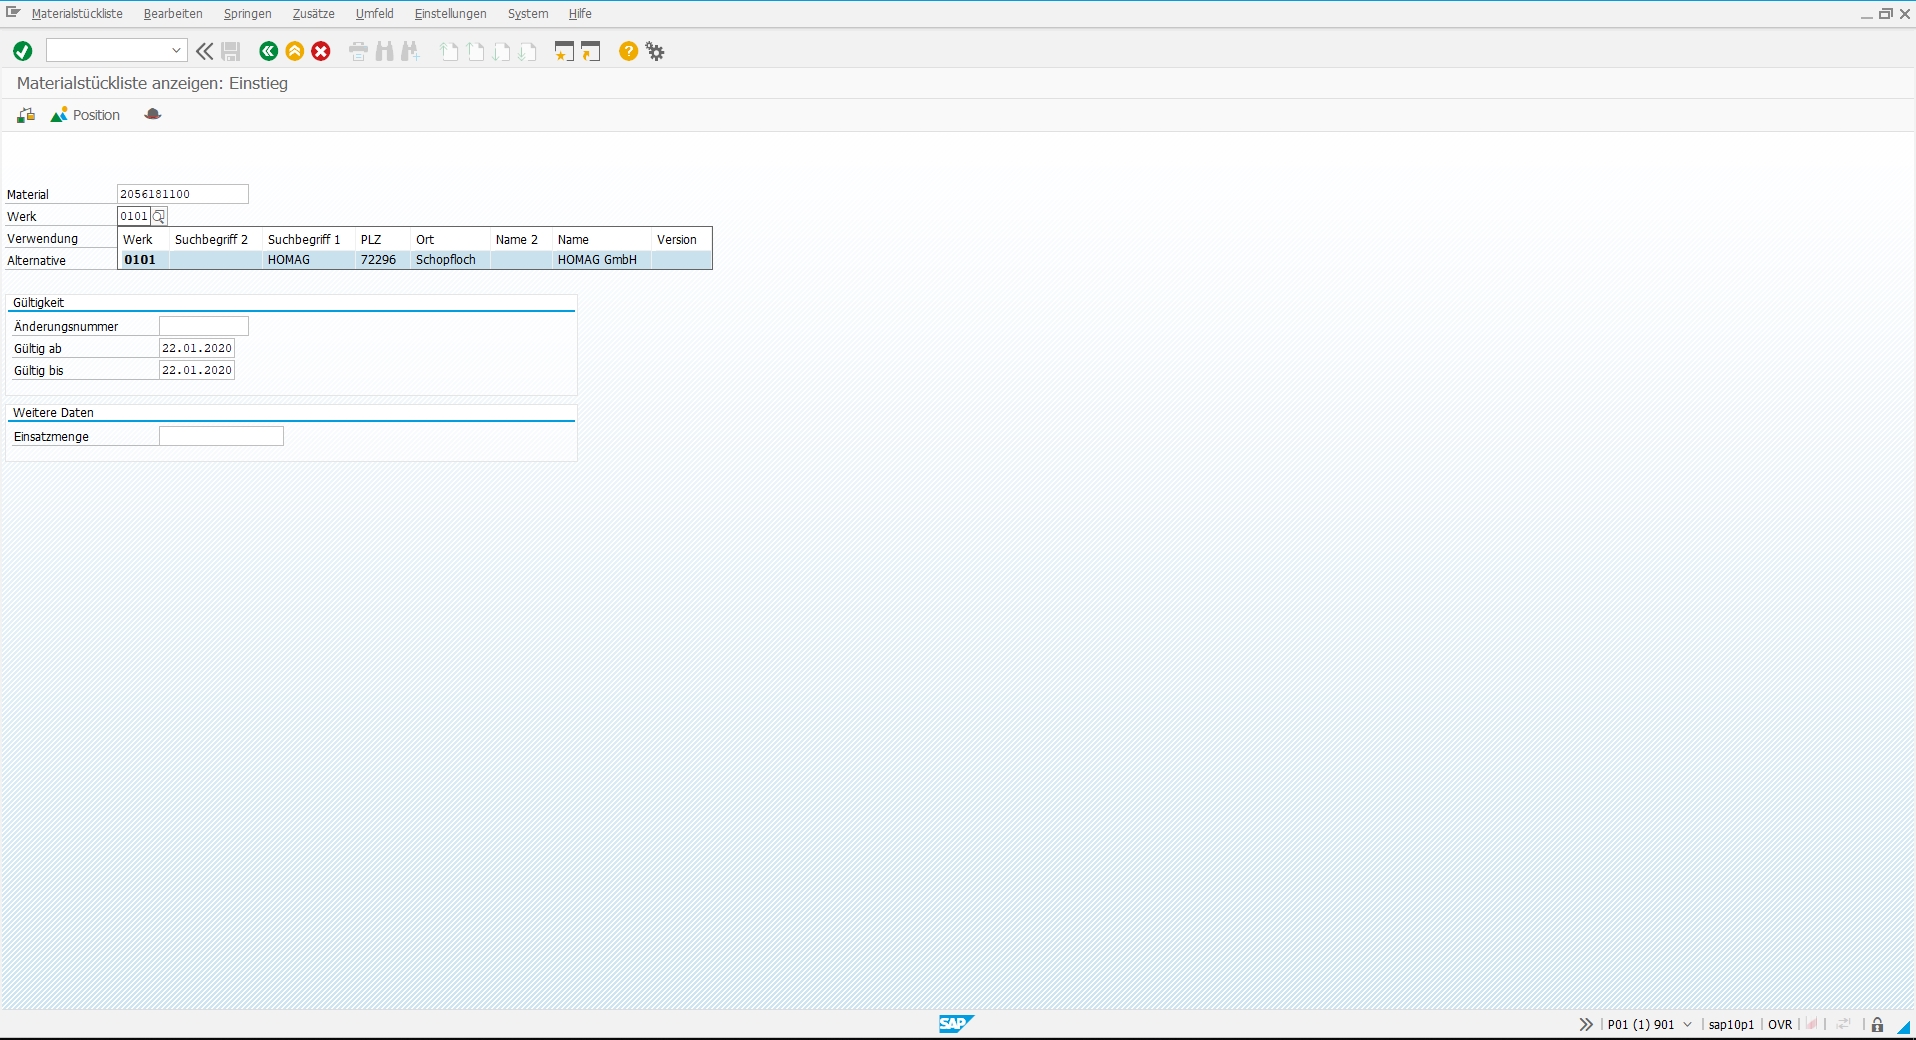 Materialstückliste Bearbeiten Springen Zusätze Umfeld Einstellungen System Hilfe
Materialstückliste anzeigen: Einstieg
Position
Material 2056181100
Werk 0101
Verwendung Werk Suchbegriff 2 Suchbegriff 1 PLZ Ort Name 2 Name Version
Alternative 0101 HOMAG 72296 Schopfloch HOMAG GmbH
Gültigkeit
Änderungsnummer
Gültig ab 22.01.2020
Gültig bis 22.01.2020
Weitere Daten
Einsatzmenge
SAP P01 (1) 901 sap10p1 OVR